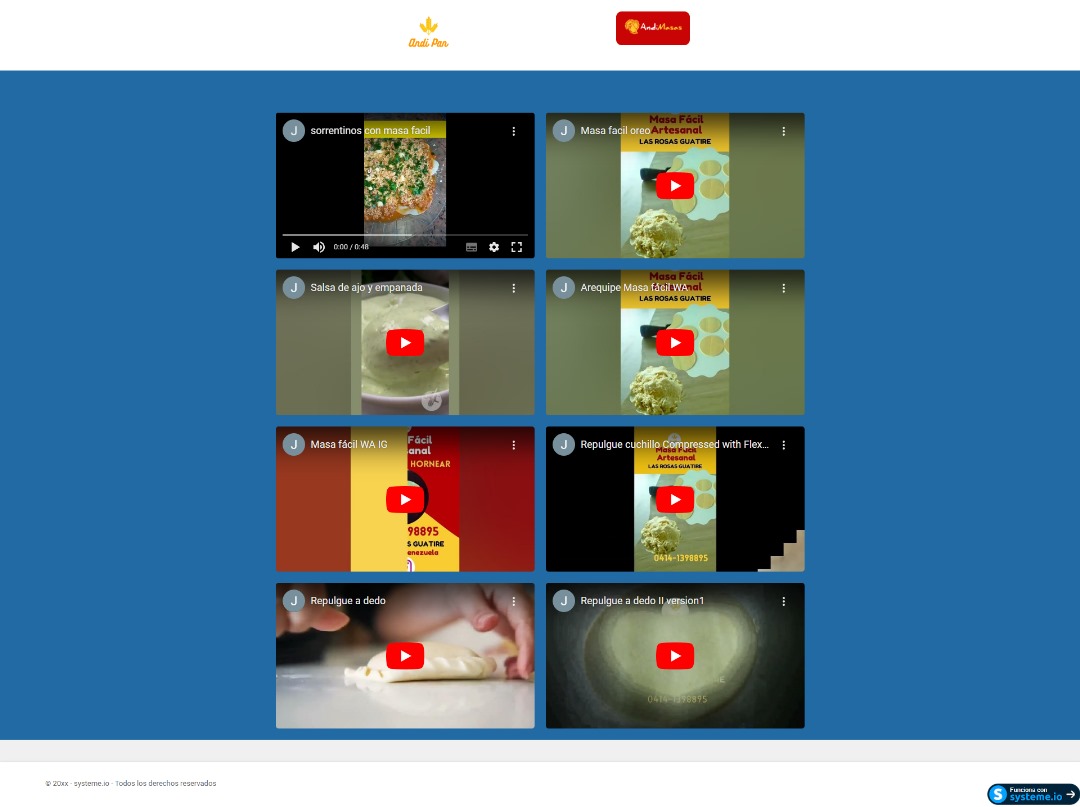 Andi Pan
AndiMasas
J sorrentinos con masa facil
0:00 / 0:48
Masa Fácil
J Masa facil oreo
Artesanal
LAS ROSAS GUATIRE
J Salsa de ajo y empanada
Masa Fácil
J Arequipe Masa fácil WA
LAS ROSAS GUATIRE
J Masa fácil WA IG
Fácil
anal
HORNEAR
98895
S GUATIRE
enezuela
J Repulgue cuchillo Compressed with Flex...
Masa Fácil
Artesanal
LAS ROSAS GUATIRE
0414-1398895
J Repulgue a dedo
J Repulgue a dedo II version1
0414-1398895
© 20xx - systeme.io - Todos los derechos reservados
Funciona con
S systeme.io